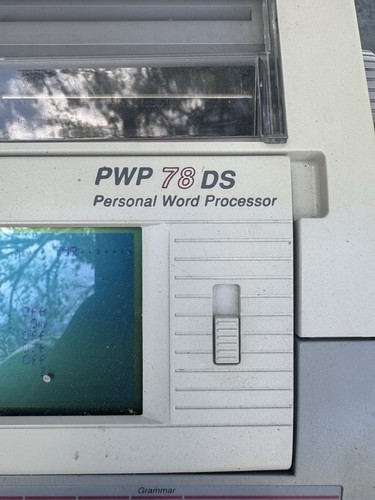 PWP 78 DS
Personal Word Processor
Grammar